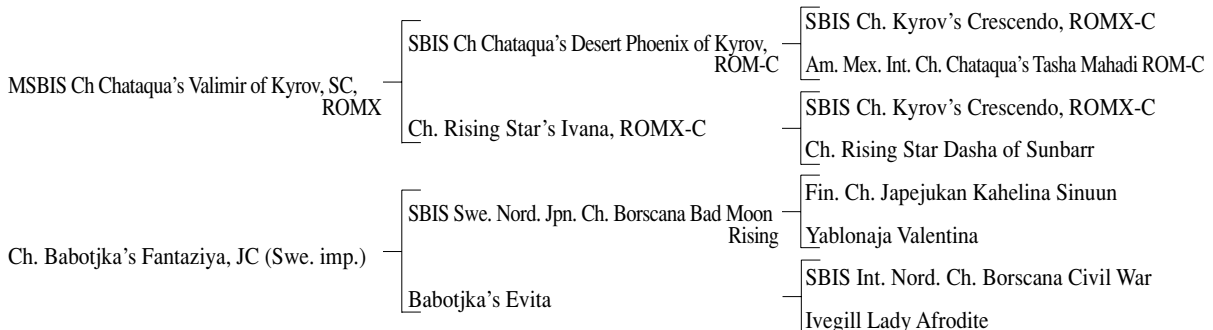 SBIS Ch. Kyrov’s Crescendo, ROMX-C
SBIS Ch Chataqua’s Desert Phoenix of Kyrov,
ROM-C
Am. Mex. Int. Ch. Chataqua’s Tasha Mahadi ROM-C
MSBIS Ch Chataqua’s Valimir of Kyrov, SC,
ROMX
SBIS Ch. Kyrov’s Crescendo, ROMX-C
Ch. Rising Star’s Ivana, ROMX-C
Ch. Rising Star Dasha of Sunbarr
Fin. Ch. Japejukan Kahelina Sinuun
SBIS Swe. Nord. Jpn. Ch. Borscana Bad Moon
Rising
Yablonaja Valentina
Ch. Babotjka’s Fantaziya, JC (Swe. imp.)
SBIS Int. Nord. Ch. Borscana Civil War
Babotjka’s Evita
Ivegill Lady Afrodite